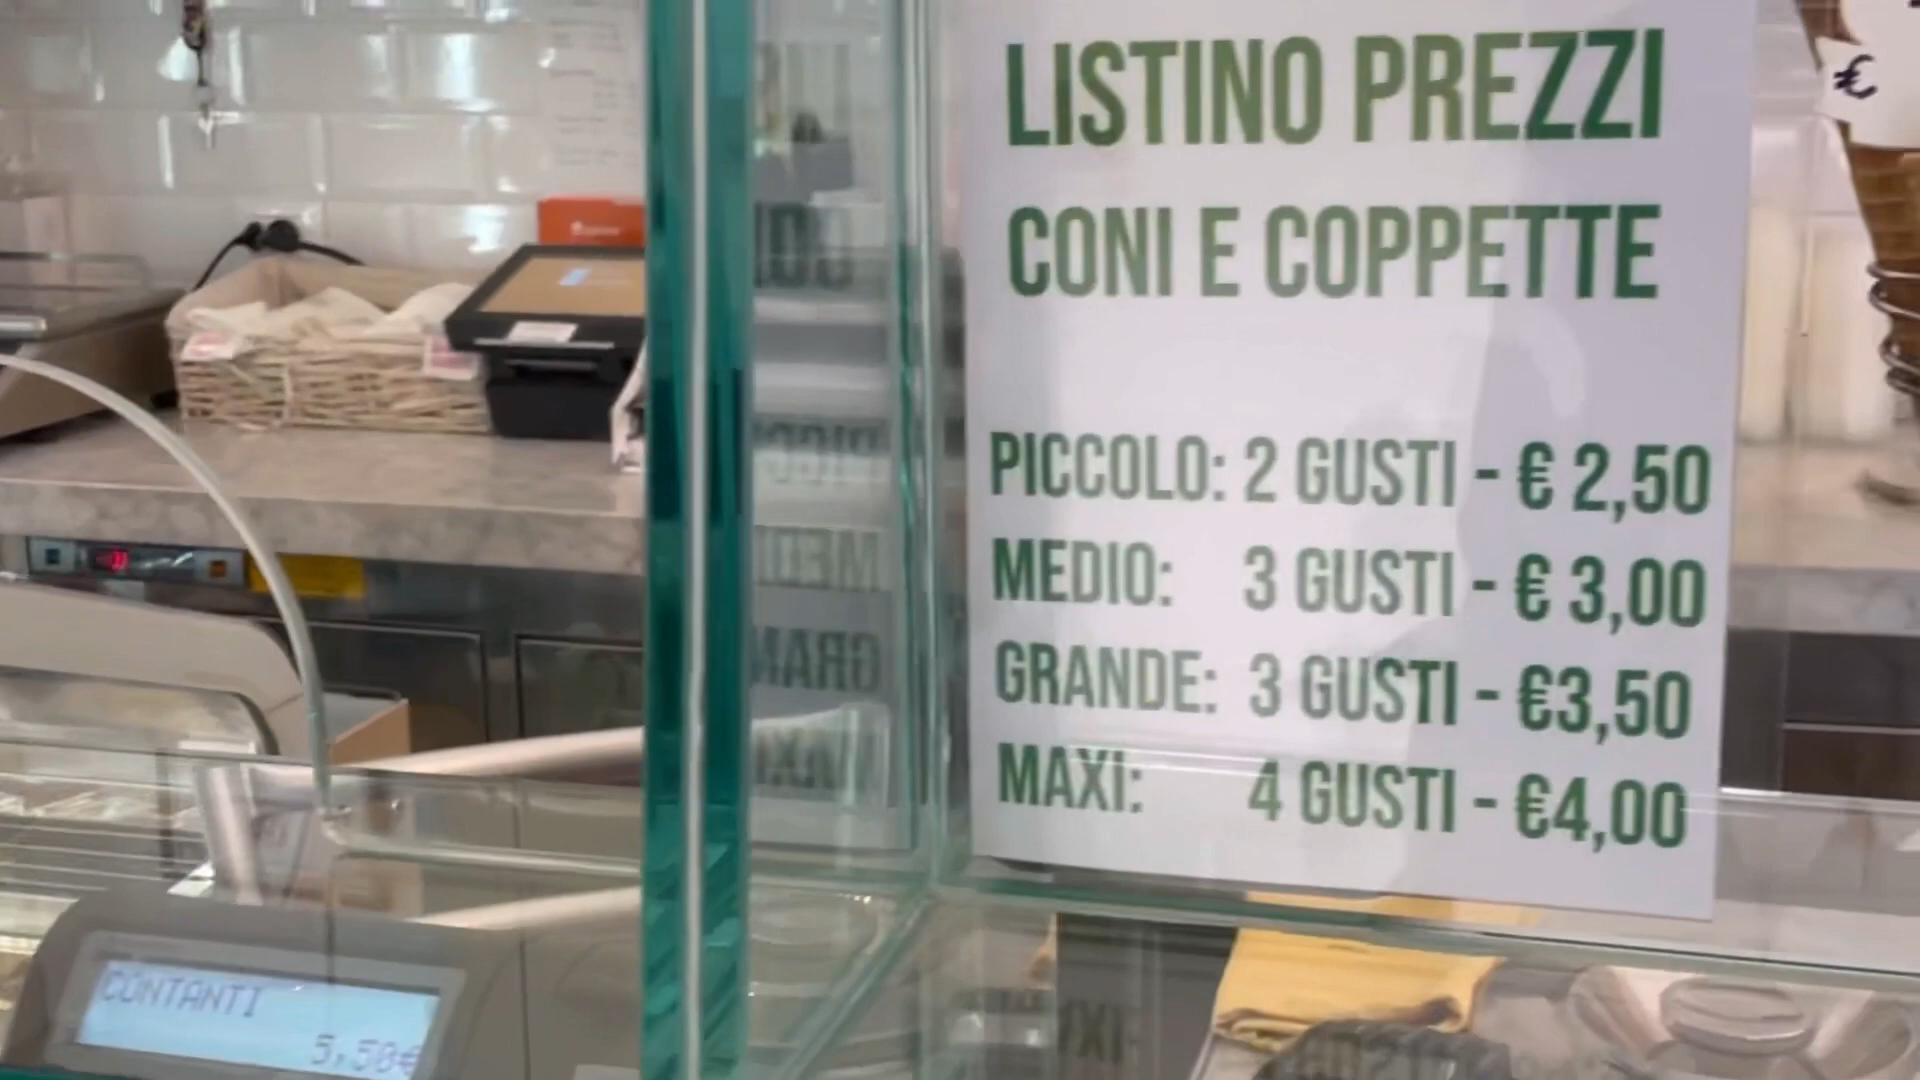 LISTINO PREZZI
CONI E COPPETTE
PICCOLO: 2 GUSTI - € 2,50
MEDIO: 3 GUSTI - € 3,00
GRANDE: 3 GUSTI - €3,50
MAXI: 4 GUSTI - €4,00
€
CONTANTI
5,50€